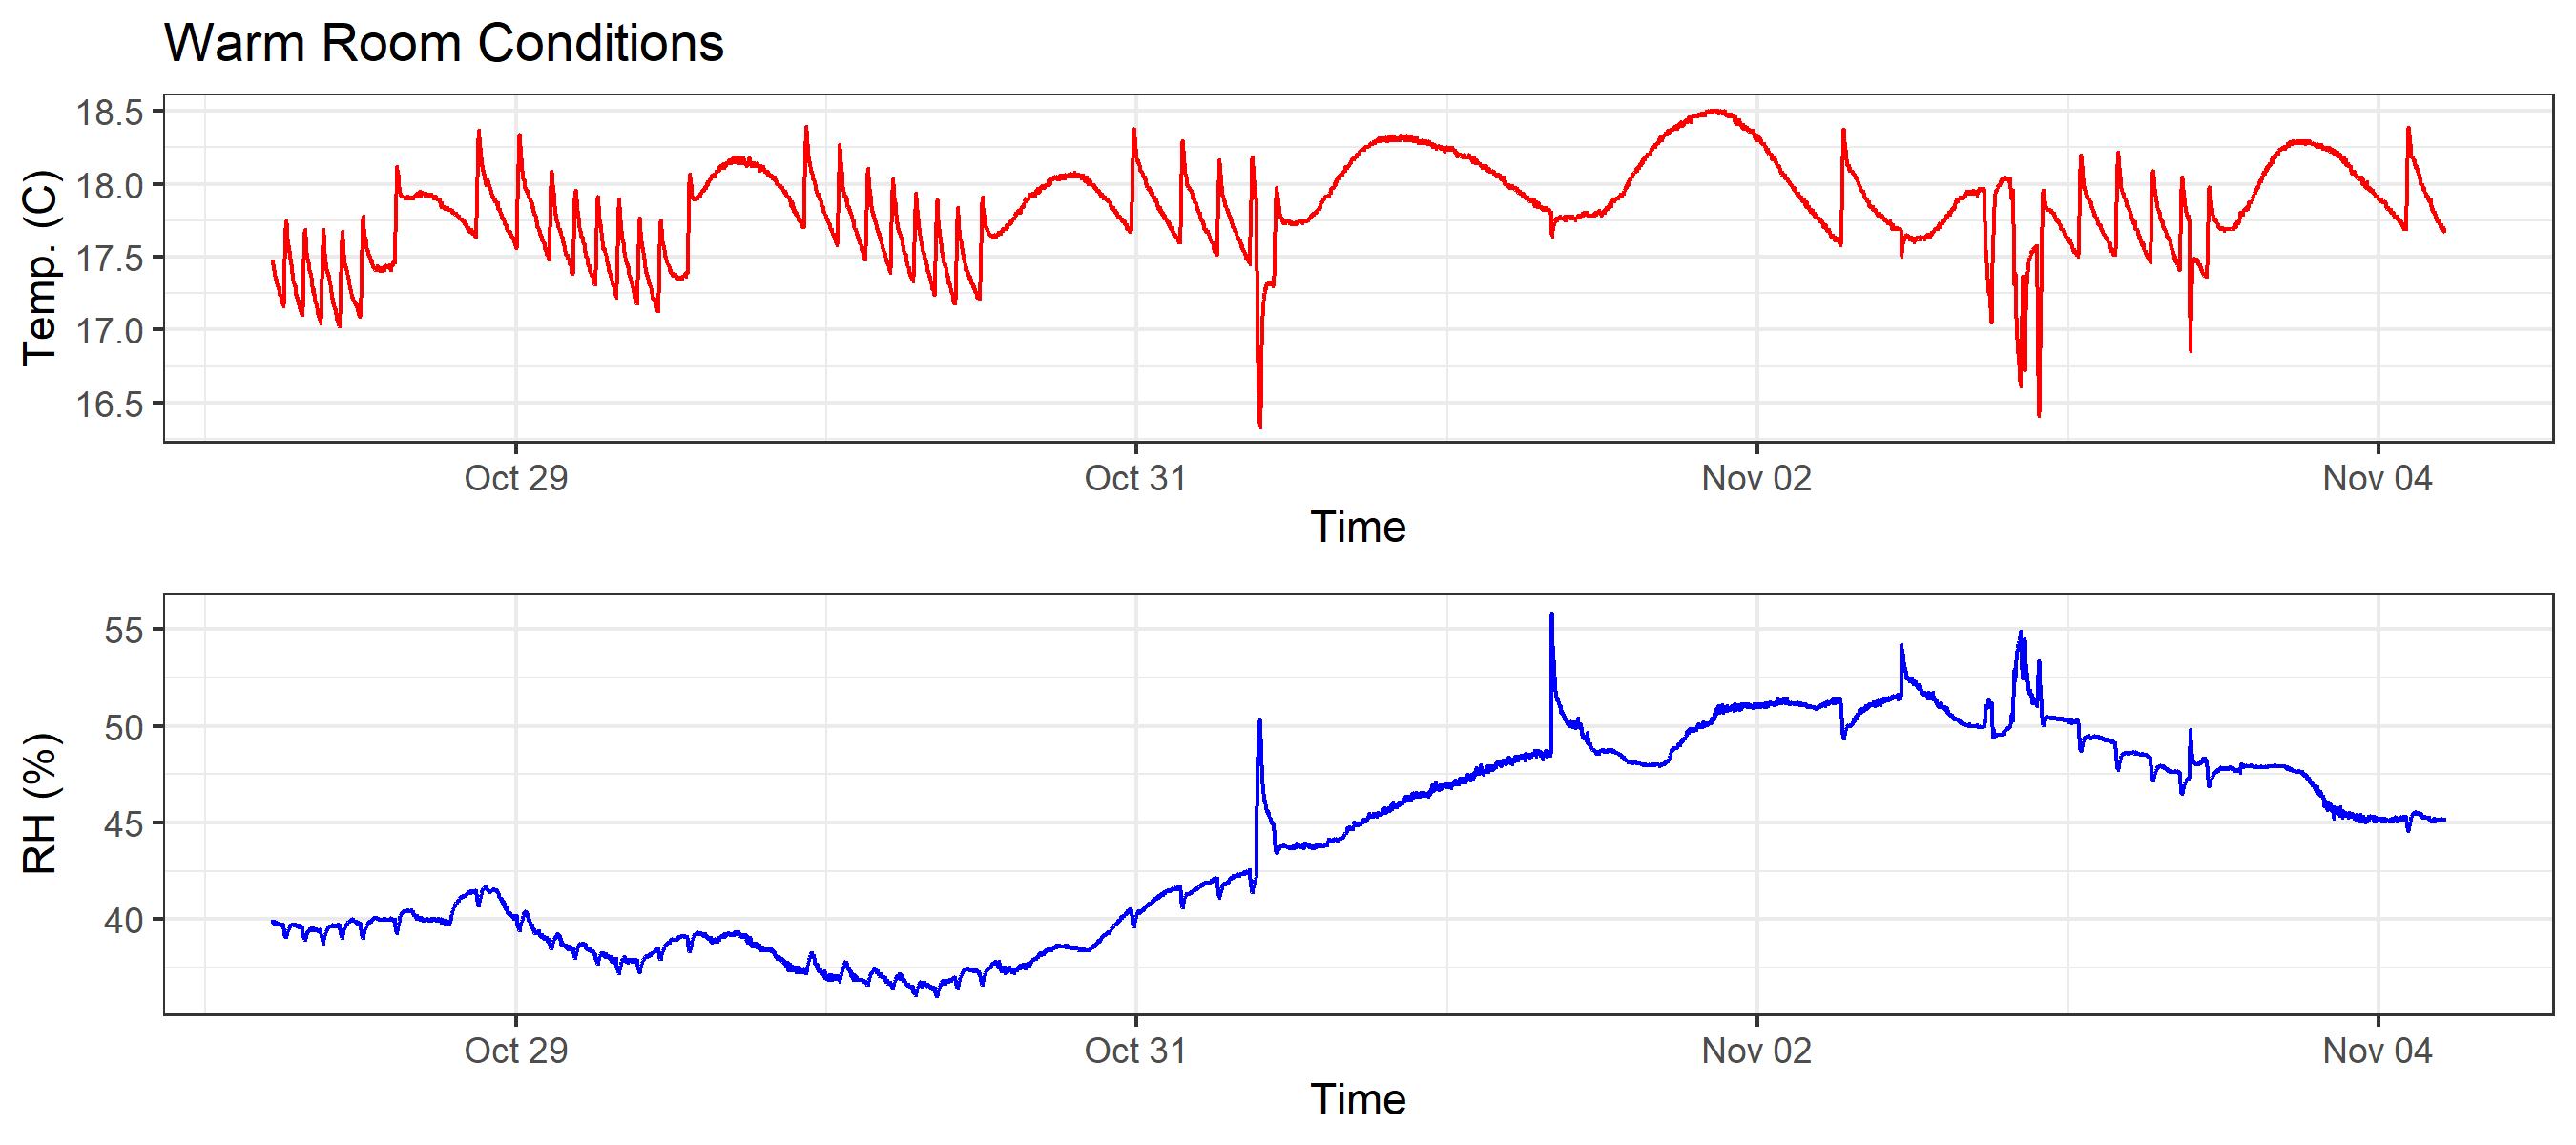 Warm Room Conditions
Temp. (C)
18.5
18.0
17.5
17.0
16.5
Oct 29 Oct 31 Nov 02 Nov 04
Time
RH (%)
55
50
45
40
Oct 29 Oct 31 Nov 02 Nov 04
Time